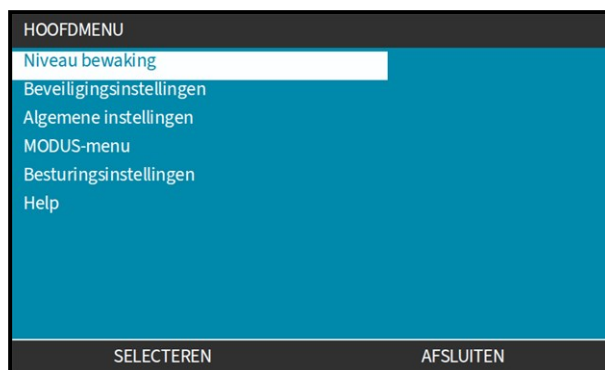 HOOFDMENU
Niveau bewaking
Beveiligingsinstellingen
Algemene instellingen
MODUS-menu
Besturingsinstellingen
Help
SELECTEREN AFSLUITEN